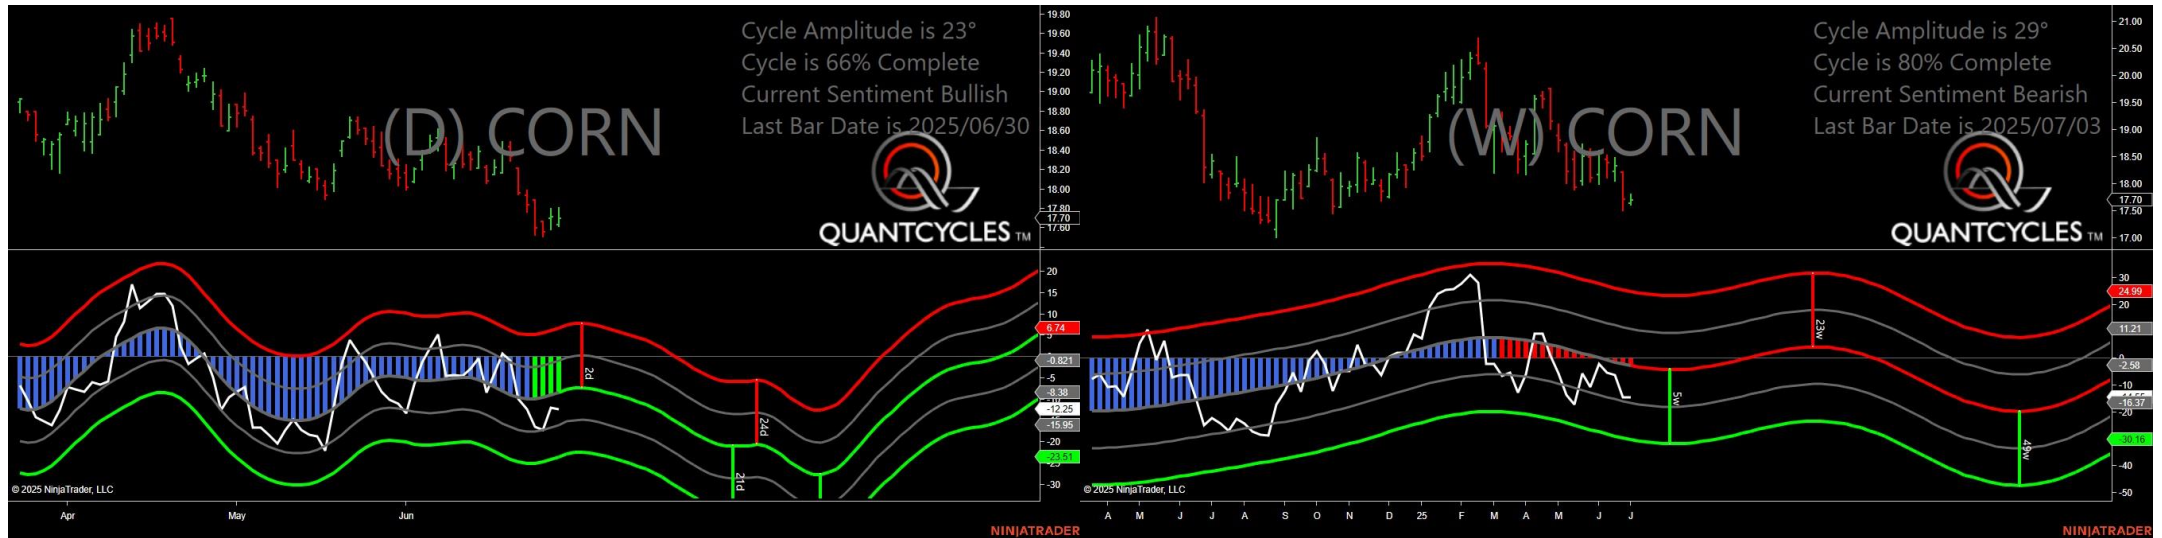 Cycle Amplitude is 23°
Cycle is 66% Complete
Current Sentiment Bullish
Last Bar Date is 2025/06/30
(D) CORN
QUANTCYCLES TM
19.80
19.60
19.40
19.20
19.00
18.80
18.60
18.40
18.20
18.00
17.80
17.70
17.60
20
15
10
6.74
-0.821
-5
-8.38
-12.25
-15.95
-20
-23.51
-30
2d
24d
21d
© 2025 NinjaTrader, LLC
Apr
May
Jun
NINJATRADER
Cycle Amplitude is 29°
Cycle is 80% Complete
Current Sentiment Bearish
Last Bar Date is 2025/07/03
(W) CORN
QUANTCYCLES TM
21.00
20.50
20.00
19.50
19.00
18.50
18.00
17.70
17.50
17.00
30
24.99
20
11.21
0
-2.58
-10
-16.37
-20
-30.16
-40
-50
23w
5w
49w
© 2025 NinjaTrader, LLC
A M J J A S O N D 25 F M A M J J
NINJATRADER